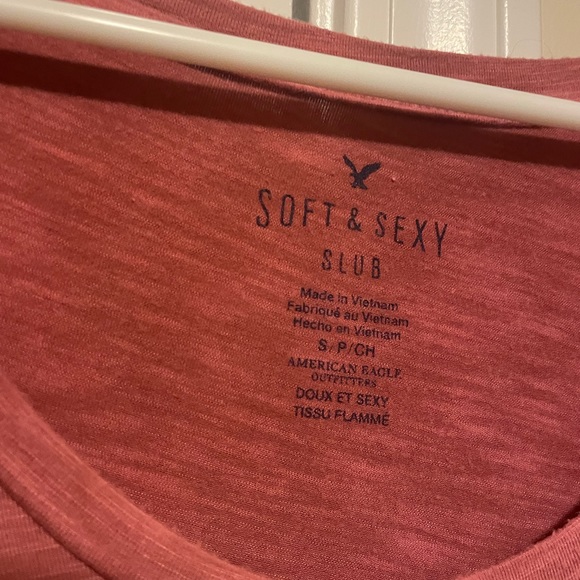 SOFT & SEXY
SLUB
Made in Vietnam
Fabriqué au Vietnam
Hecho en Vietnam
S/P/CH
AMERICAN EAGLE
OUTFITTERS
DOUX ET SEXY
TISSU FLAMMÉ